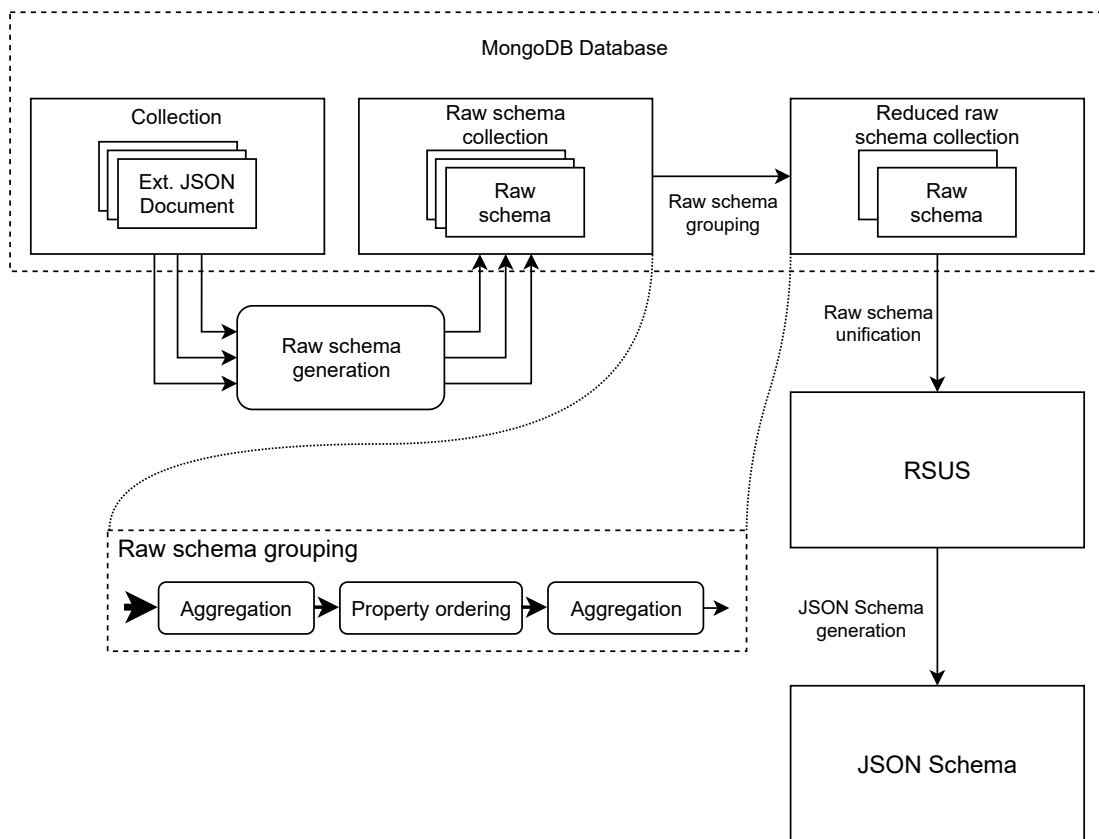 MongoDB Database
Collection
Ext. JSON
Document
Raw schema
collection
Raw
schema
Raw schema
grouping
Reduced raw
schema collection
Raw
schema
Raw schema
generation
Raw schema
unification
RSUS
Raw schema grouping
Aggregation
Property ordering
Aggregation
JSON Schema
generation
JSON Schema